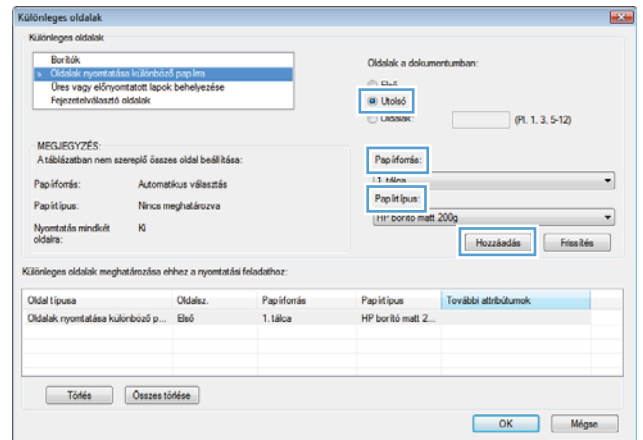 Különleges oldalak
Különleges oldalak
Borítók
» Oldalak nyomtatása különböző papírra
Üres vagy előnyomtatott lapok behelyezése
Fejezetelválasztó oldalak
Oldalak a dokumentumban:
Első
Utolsó
Oldalak:
(Pl. 1, 3, 5-12)
MEGJEGYZÉS:
A táblázatban nem szereplő összes oldal beállítása:
Papírforrás: Automatikus választás
Papírtípus: Nincs meghatározva
Nyomtatás mindkét oldalra: Ki
Papírforrás:
1. tálca
Papírtípus:
HP borító matt 200g
Hozzáadás Frissítés
Különleges oldalak meghatározása ehhez a nyomtatási feladathoz:
Oldal típusa Oldalsz. Papírforrás Papírtípus További attribútumok
Oldalak nyomtatása különböző p... Első 1. tálca HP borító matt 2...
Törlés Összes törlése
OK Mégse